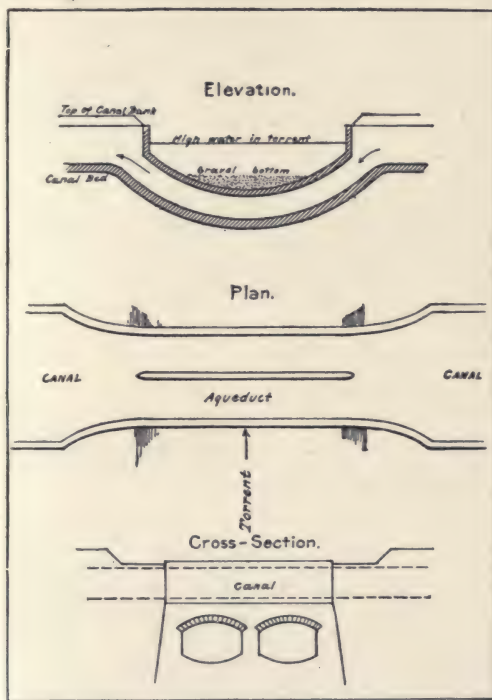 Elevation.
Top of Canal Bank
High water in torrent
Gravel bottom
Canal Bed
Plan.
CANAL
CANAL
Aqueduct
Torrent
Cross-Section.
Canal